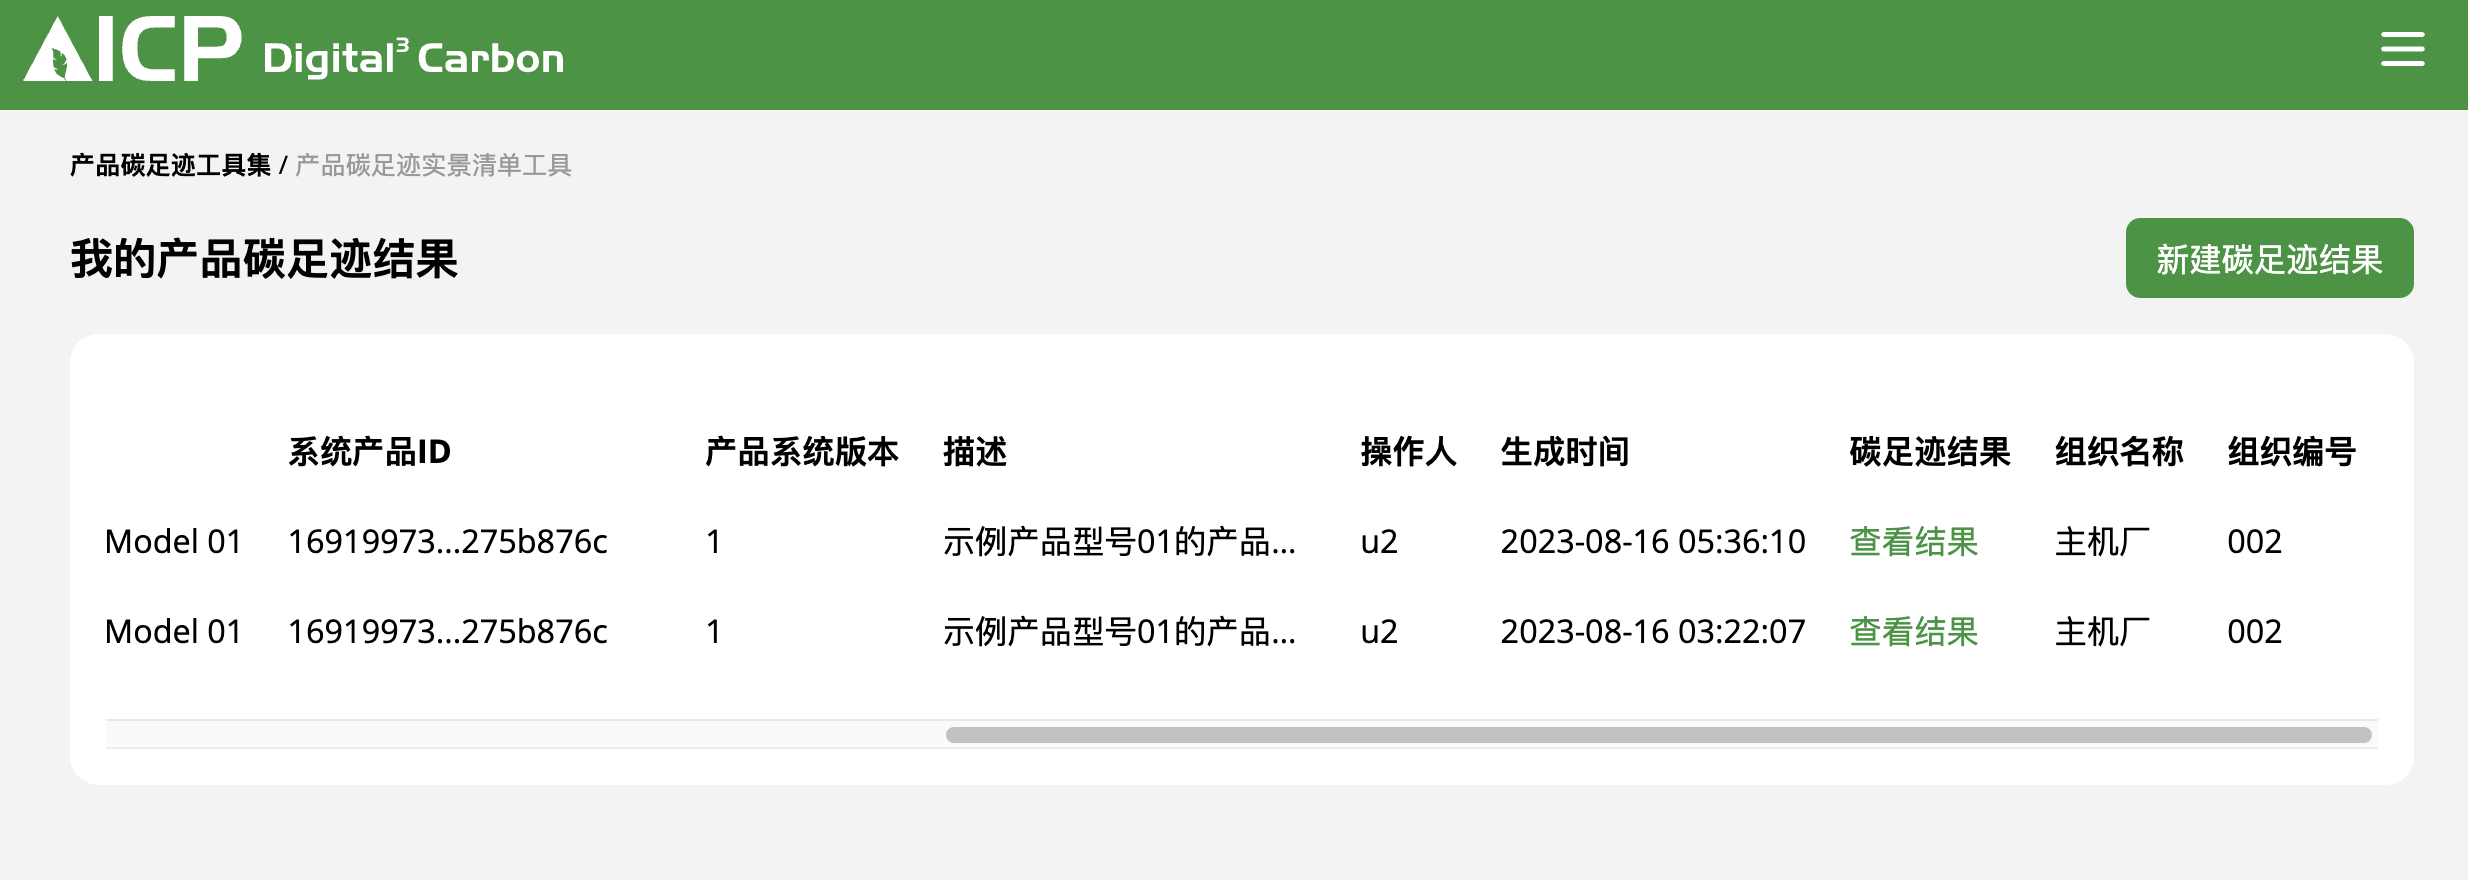 AICP Digital³ Carbon
产品碳足迹工具集 / 产品碳足迹实景清单工具
我的产品碳足迹结果
新建碳足迹结果
系统产品ID 产品系统版本 描述 操作人 生成时间 碳足迹结果 组织名称 组织编号
Model 01 16919973...275b876c 1 示例产品型号01的产品... u2 2023-08-16 05:36:10 查看结果 主机厂 002
Model 01 16919973...275b876c 1 示例产品型号01的产品... u2 2023-08-16 03:22:07 查看结果 主机厂 002